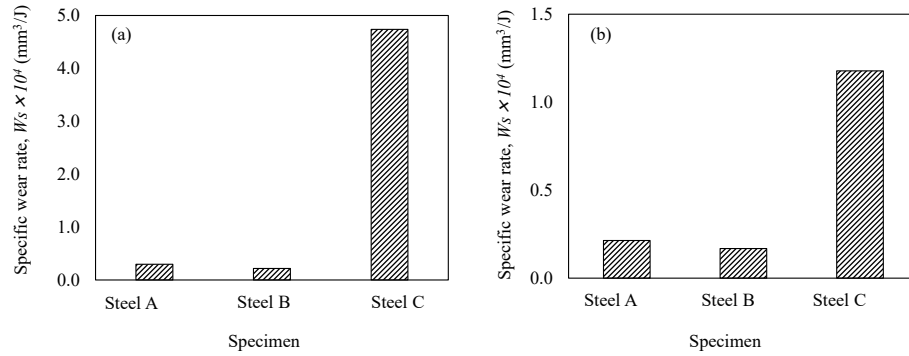 (a)
Specific wear rate, Ws × 10⁴ (mm³/J)
5.0
4.0
3.0
2.0
1.0
0.0
Steel A Steel B Steel C
Specimen
(b)
Specific wear rate, Ws × 10⁴ (mm³/J)
1.5
1.0
0.5
0.0
Steel A Steel B Steel C
Specimen